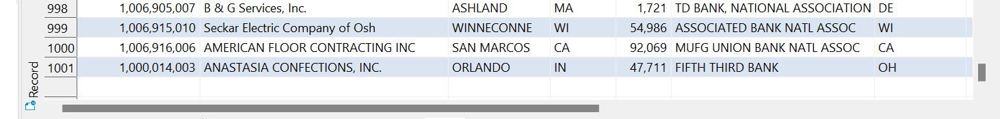 998 1,006,905,007 B & G Services, Inc. ASHLAND MA 1,721 TD BANK, NATIONAL ASSOCIATION DE
999 1,006,915,010 Seckar Electric Company of Osh WINNECONNE WI 54,986 ASSOCIATED BANK NATL ASSOC WI
1000 1,006,916,006 AMERICAN FLOOR CONTRACTING INC SAN MARCOS CA 92,069 MUFG UNION BANK NATL ASSOC CA
1001 1,000,014,003 ANASTASIA CONFECTIONS, INC. ORLANDO IN 47,711 FIFTH THIRD BANK OH
Record